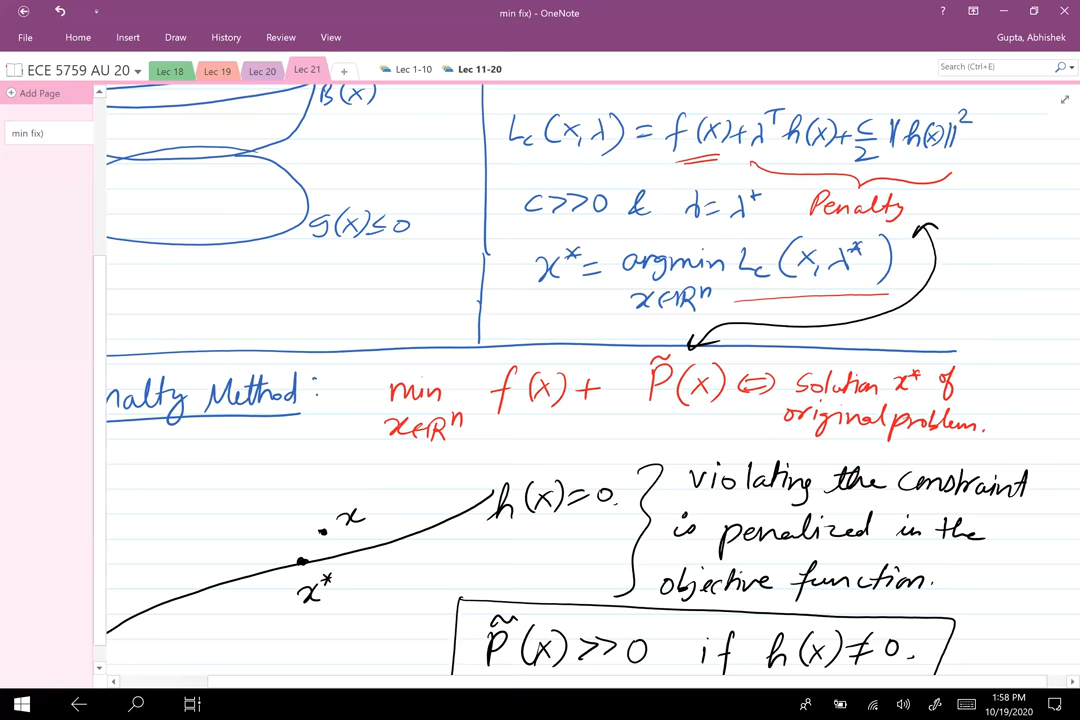 min fix) - OneNote
File Home Insert Draw History Review View
Gupta, Abhishek
ECE 5759 AU 20
Lec 18
Lec 19
Lec 20
Lec 21
Lec 1-10
Lec 11-20
Search (Ctrl+E)
Add Page
min fix)
B(x)
g(x) ≤ 0
L_c (x, λ) = f(x) + λ^T h(x) + c/2 ‖h(x)‖^2
c >> 0 & λ = λ^*
Penalty
x^* = argmin L_c (x, λ^*)
x∈ℝ^n
nalty Method :
min f(x) + P̃(x) ⇔ Solution x^* of
x∈ℝ^n
original problem.
h(x) = 0.
x
x^*
violating the constraint
is penalized in the
objective function.
P̃(x) >> 0 if h(x) ≠ 0.
1:58 PM
10/19/2020